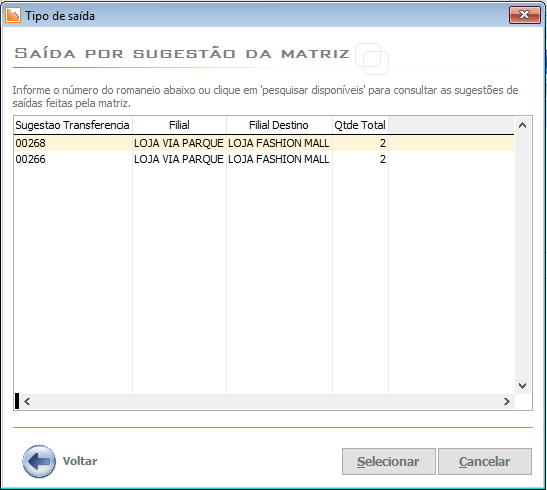 Tipo de saída
Saída por sugestão da matriz
Informe o número do romaneio abaixo ou clique em 'pesquisar disponíveis' para consultar as sugestões de
saídas feitas pela matriz.
Sugestao Transferencia Filial Filial Destino Qtde Total
00268 LOJA VIA PARQUE LOJA FASHION MALL 2
00266 LOJA VIA PARQUE LOJA FASHION MALL 2
Voltar Selecionar Cancelar